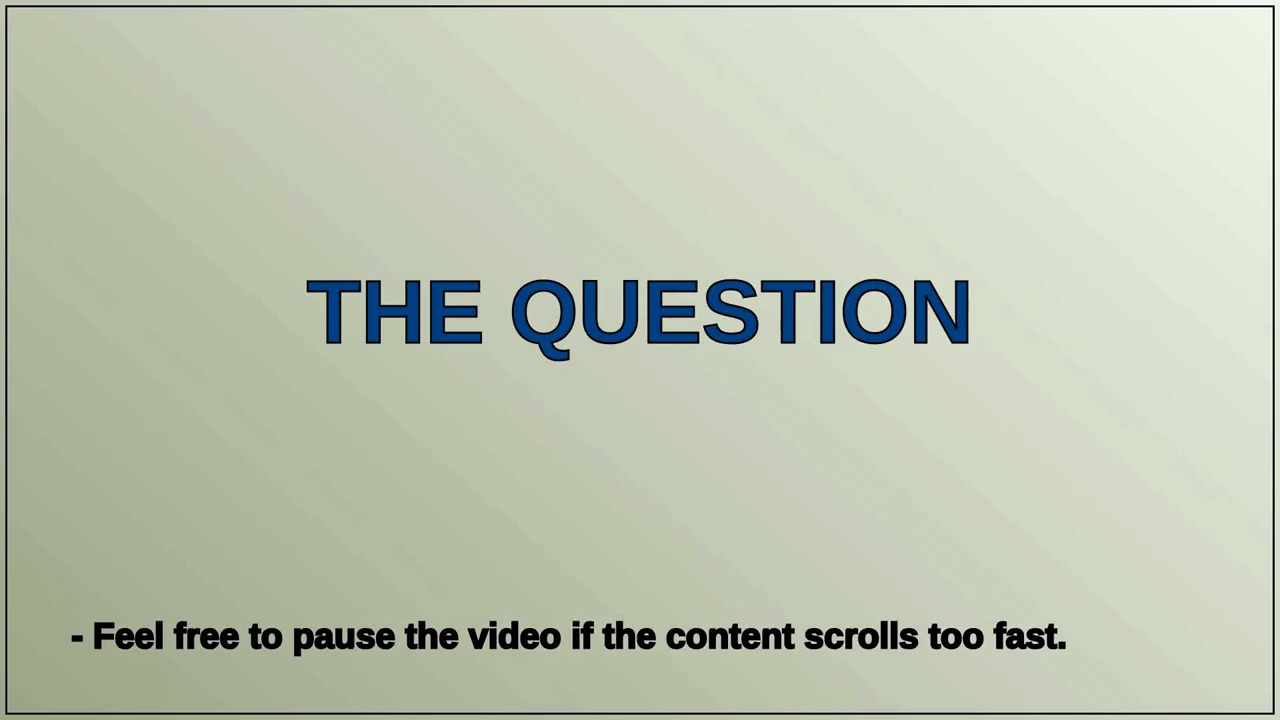 THE QUESTION
- Feel free to pause the video if the content scrolls too fast.